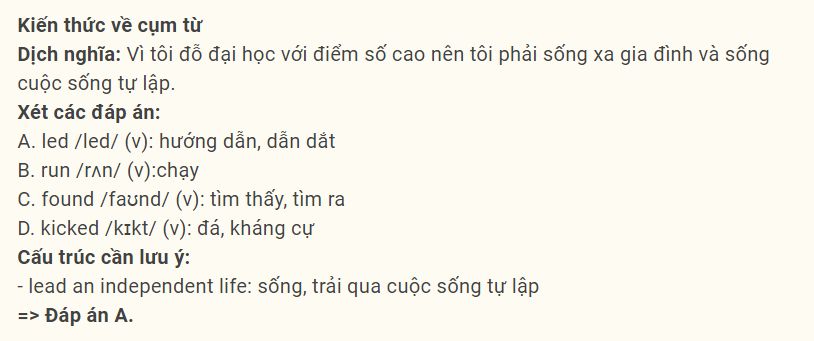 Kiến thức về cụm từ
Dịch nghĩa: Vì tôi đỗ đại học với điểm số cao nên tôi phải sống xa gia đình và sống
cuộc sống tự lập.
Xét các đáp án:
A. led /led/ (v): hướng dẫn, dẫn dắt
B. run /rʌn/ (v):chạy
C. found /faʊnd/ (v): tìm thấy, tìm ra
D. kicked /kɪkt/ (v): đá, kháng cự
Cấu trúc cần lưu ý:
- lead an independent life: sống, trải qua cuộc sống tự lập
=> Đáp án A.